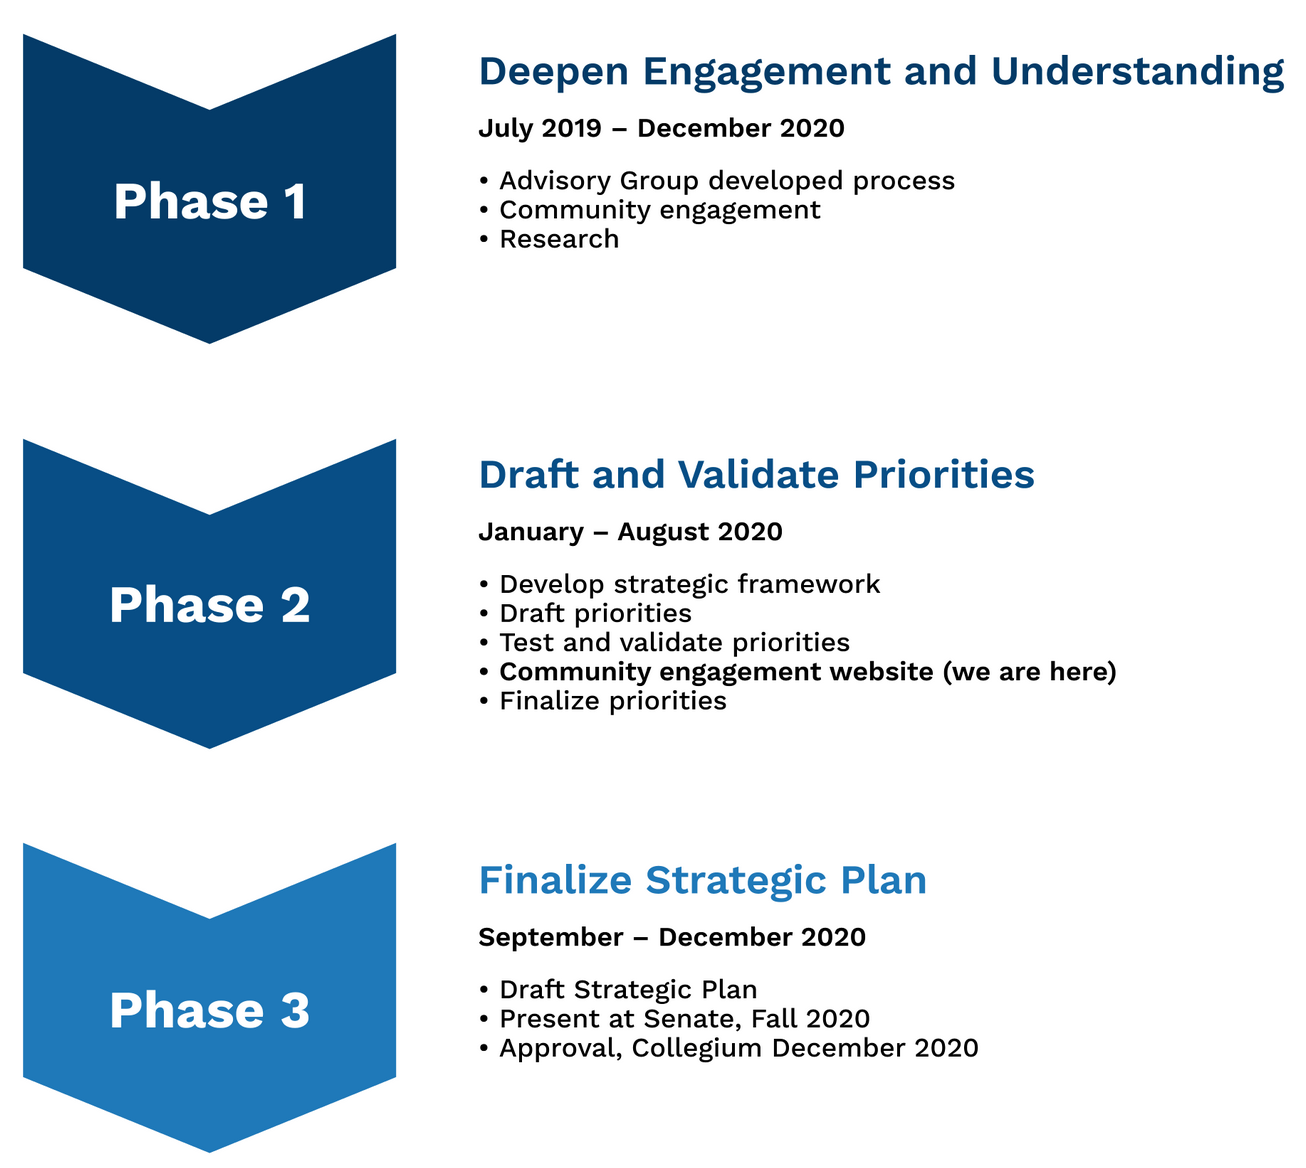 Phase 1
Deepen Engagement and Understanding
July 2019 – December 2020
• Advisory Group developed process
• Community engagement
• Research
Phase 2
Draft and Validate Priorities
January – August 2020
• Develop strategic framework
• Draft priorities
• Test and validate priorities
• Community engagement website (we are here)
• Finalize priorities
Phase 3
Finalize Strategic Plan
September – December 2020
• Draft Strategic Plan
• Present at Senate, Fall 2020
• Approval, Collegium December 2020